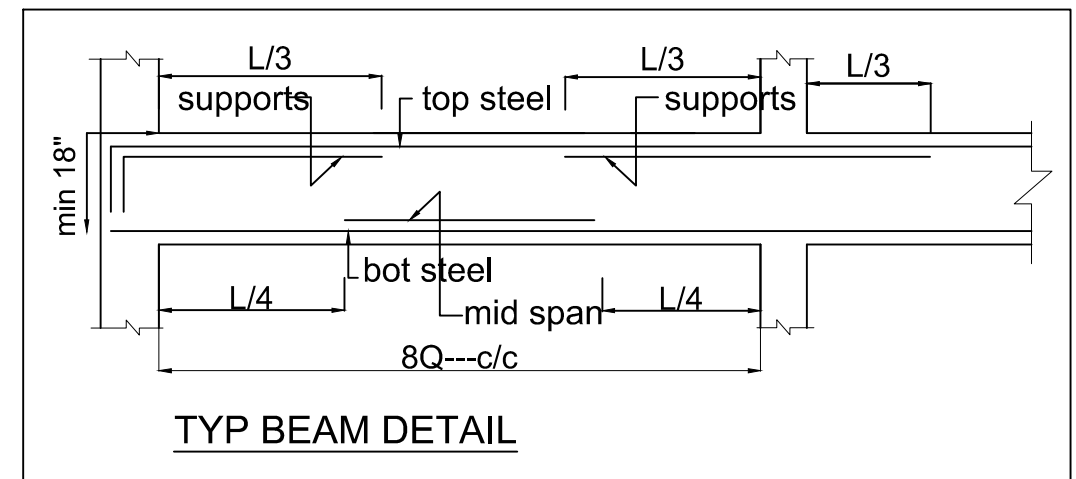 L/3 L/3 L/3
supports top steel supports
min 18"
bot steel
L/4 mid span L/4
8Q---c/c
TYP BEAM DETAIL